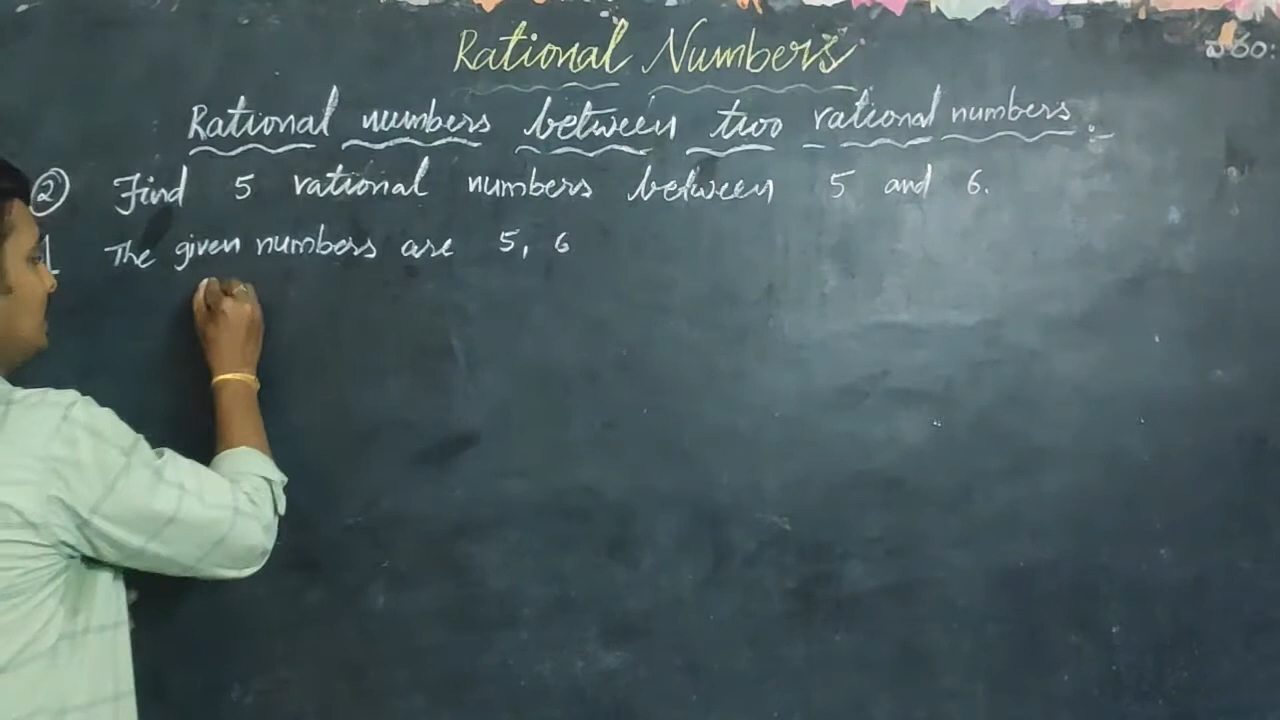 Rational Numbers
Rational numbers between two rational numbers :-
② Find 5 rational numbers between 5 and 6.
The given numbers are 5, 6